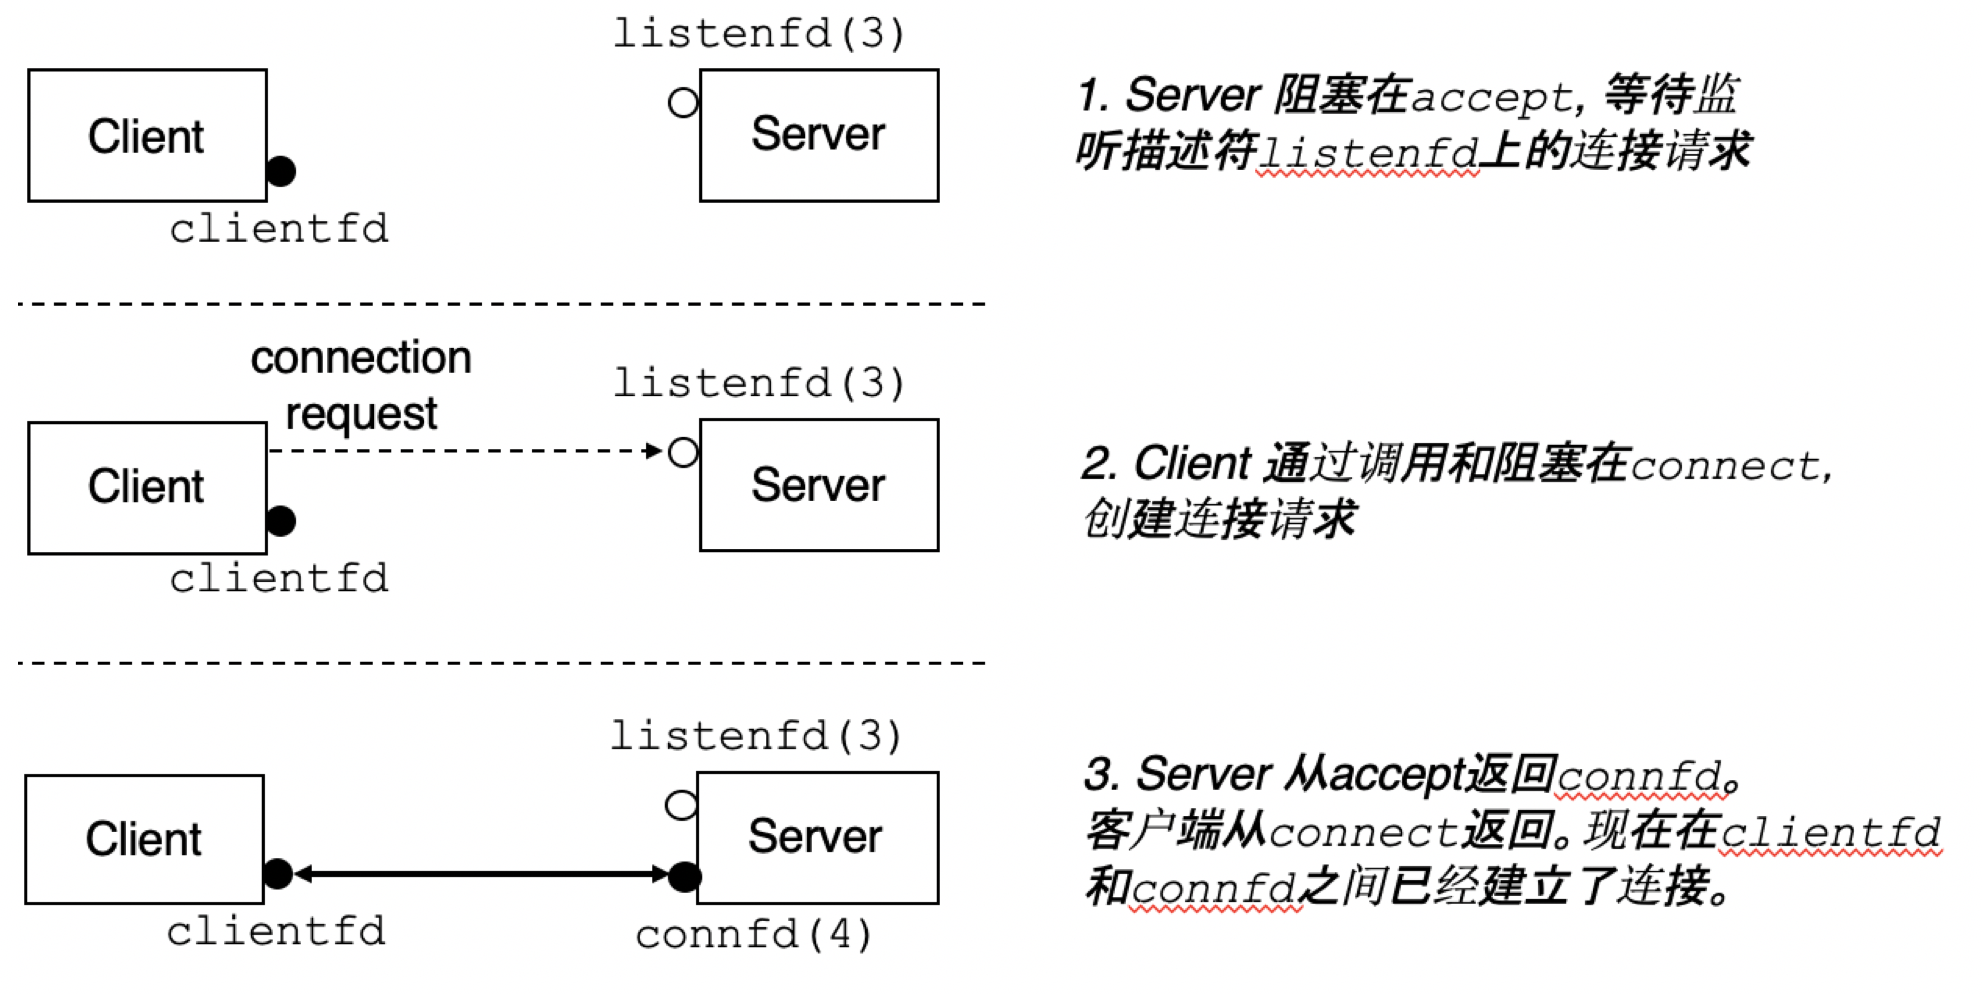 listenfd(3)
Client
Server
clientfd
1. Server 阻塞在accept, 等待监
听描述符listenfd上的连接请求
connection
request
listenfd(3)
Client
Server
clientfd
2. Client 通过调用和阻塞在connect,
创建连接请求
listenfd(3)
Client
Server
clientfd
connfd(4)
3. Server 从accept返回connfd。
客户端从connect返回。现在在clientfd
和connfd之间已经建立了连接。